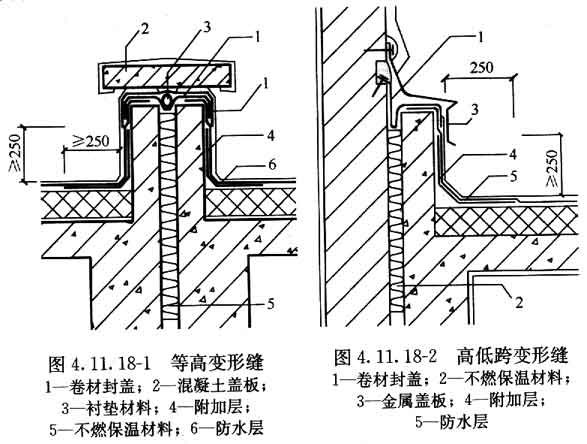 2
3
1
1
≥250
≥250
4
6
5
图 4.11.18-1 等高变形缝
1—卷材封盖；2—混凝土盖板；
3—衬垫材料；4—附加层；
5—不燃保温材料；6—防水层
1
250
3
4
≥250
5
2
图 4.11.18-2 高低跨变形缝
1—卷材封盖；2—不燃保温材料；
3—金属盖板；4—附加层；
5—防水层